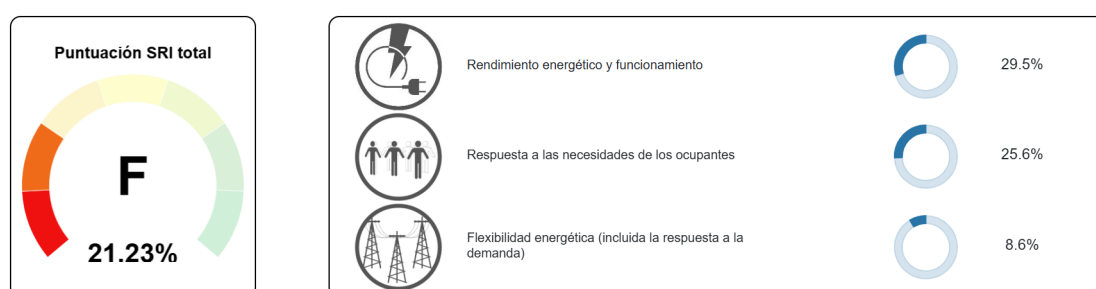 Puntuación SRI total
F
21.23%
Rendimiento energético y funcionamiento
29.5%
Respuesta a las necesidades de los ocupantes
25.6%
Flexibilidad energética (incluida la respuesta a la
demanda)
8.6%